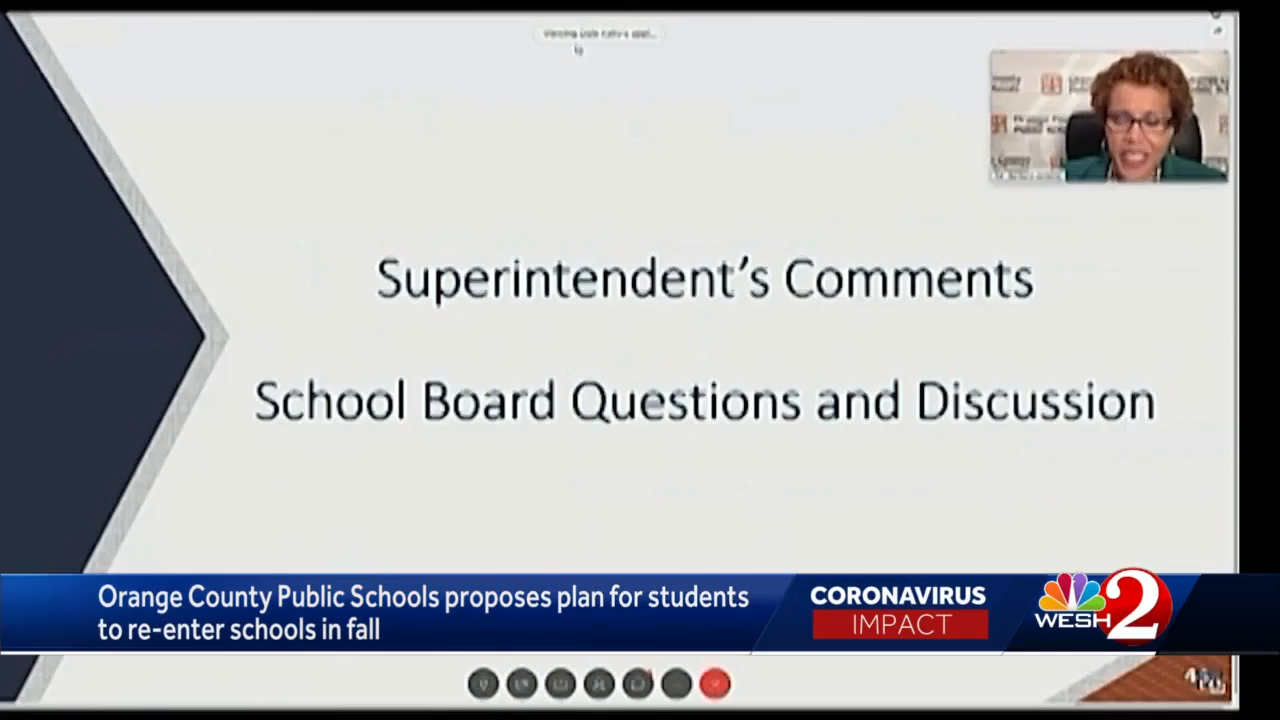 Superintendent's Comments
School Board Questions and Discussion
Orange County Public Schools proposes plan for students
to re-enter schools in fall
CORONAVIRUS
IMPACT
WESH 2